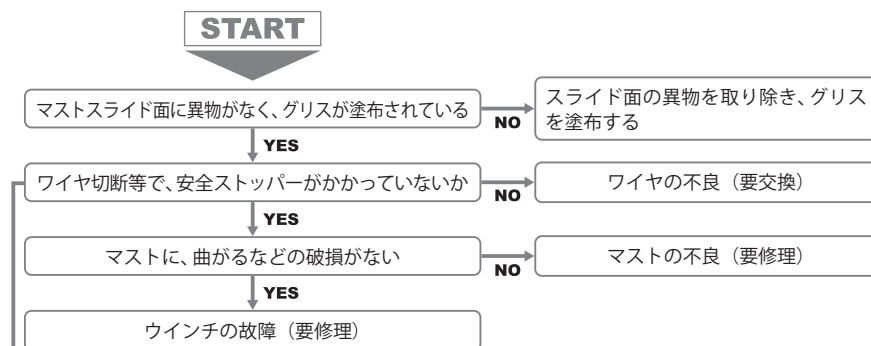 START
マストスライド面に異物がなく、グリスが塗布されている
NO
スライド面の異物を取り除き、グリス
を塗布する
YES
ワイヤ切断等で、安全ストッパーがかかっていないか
NO
ワイヤの不良（要交換）
YES
マストに、曲がるなどの破損がない
NO
マストの不良（要修理）
YES
ウインチの故障（要修理）